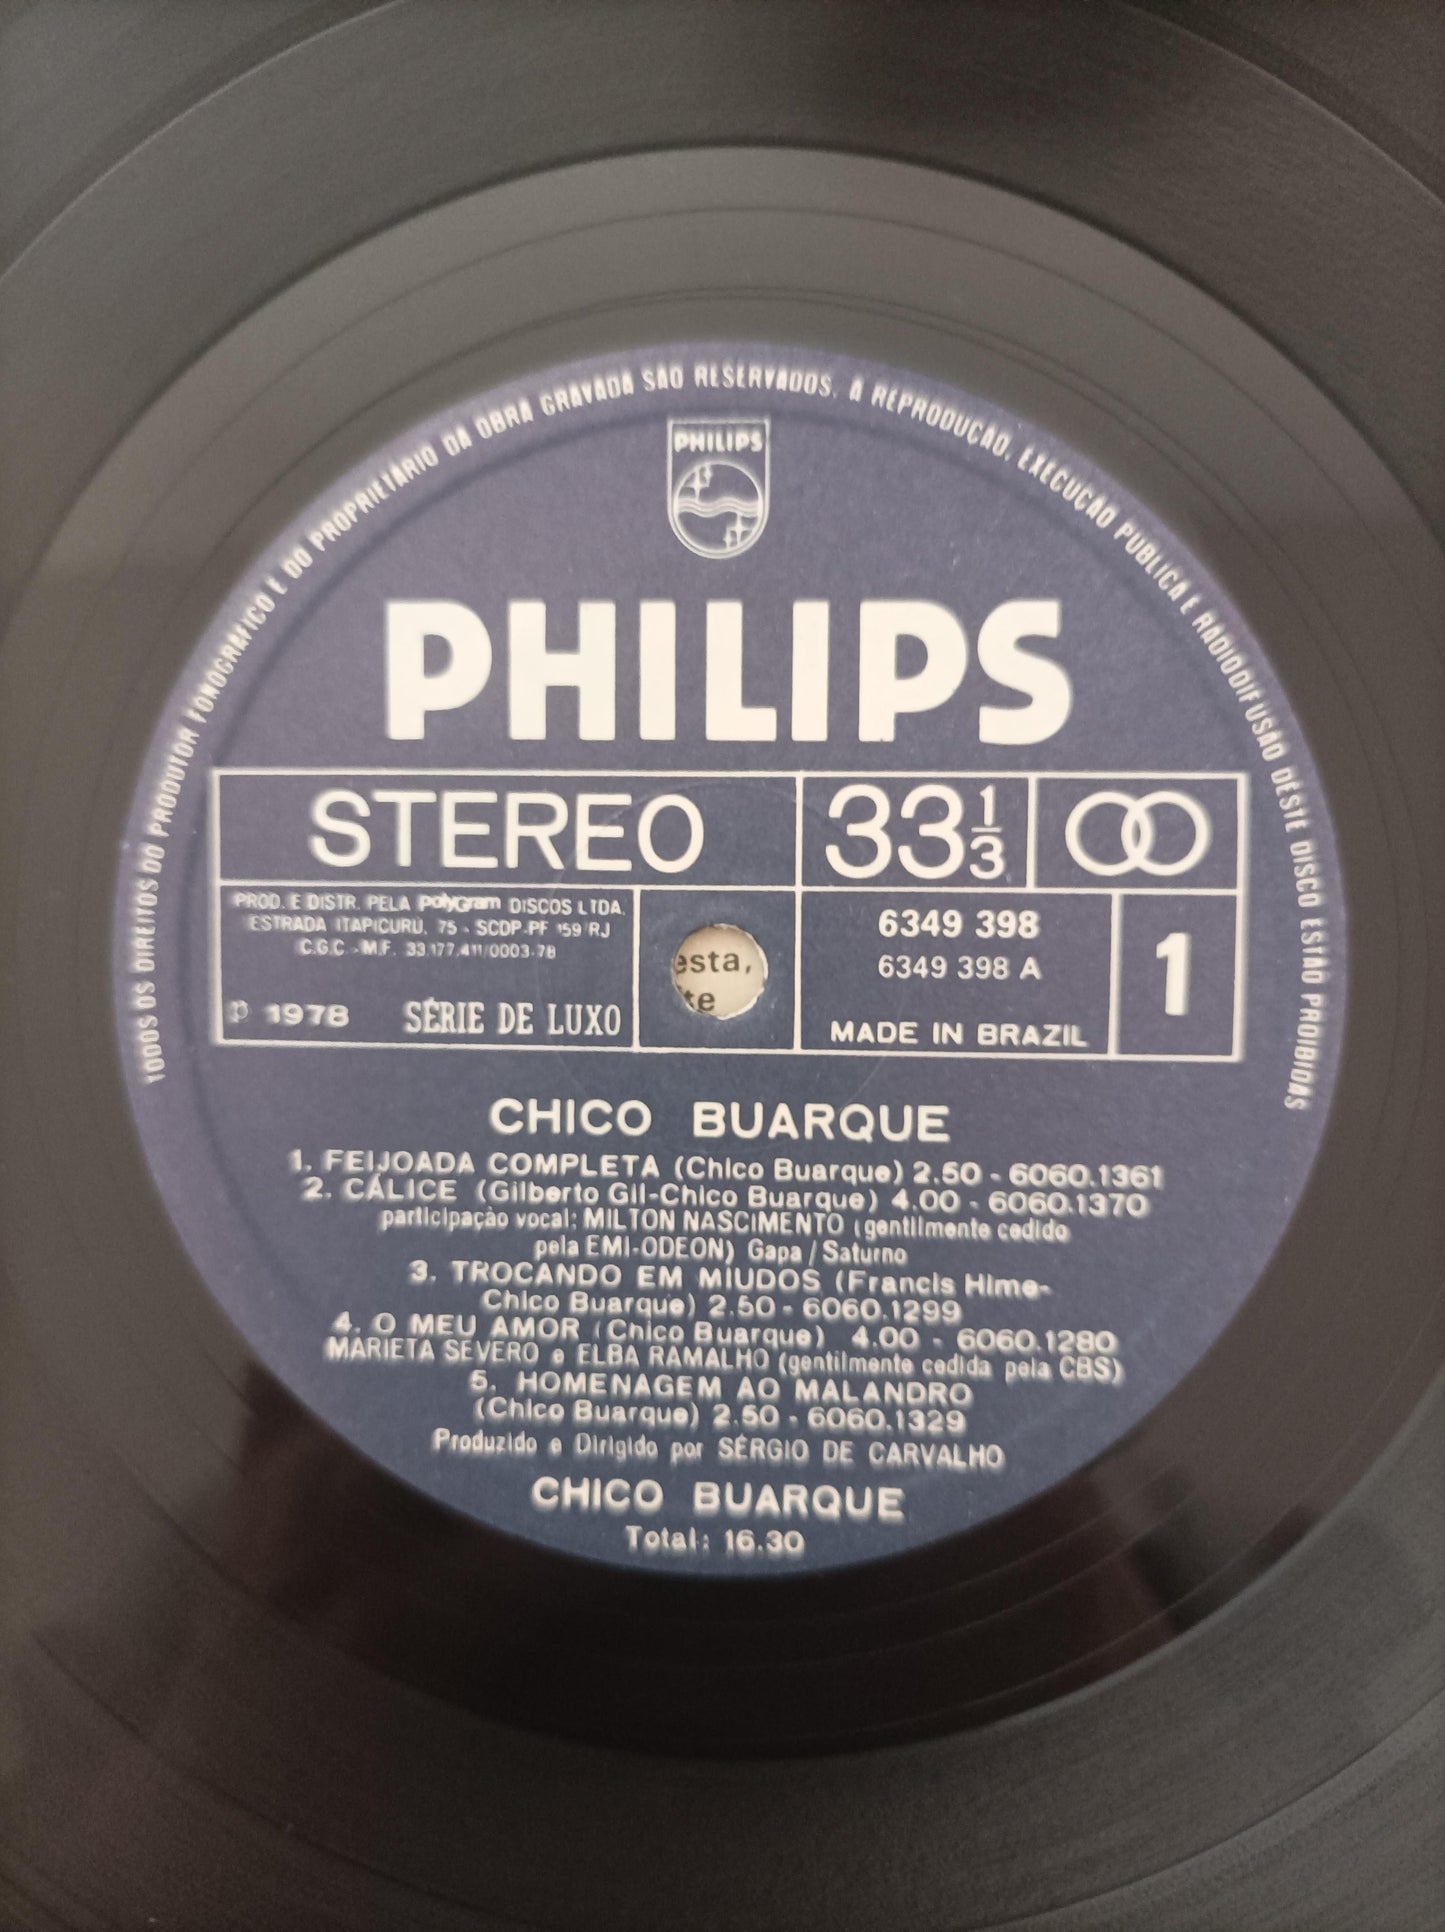 TODOS OS DIREITOS DO PRODUTOR FONOGRÁFICO E DO PROPRIETÁRIO DA OBRA GRAVADA SÃO RESERVADOS. A REPRODUÇÃO, EXECUÇÃO PUBLICA E RADIODIFUSÃO DESTE DISCO ESTÃO PROIBIDAS
PHILIPS
PHILIPS
STEREO 33 1/3
PROD. E DISTR. PELA PolyGram DISCOS LTDA.
ESTRADA ITAPICURÚ, 75 - SCDP-PF 159/RJ
C.G.C.-M.F. 33.177.411/0003-78
℗ 1978 SÉRIE DE LUXO
esta,
te
6349 398
6349 398 A
MADE IN BRAZIL
1
CHICO BUARQUE
1. FEIJOADA COMPLETA (Chico Buarque) 2.50 - 6060.1361
2. CÁLICE (Gilberto Gil-Chico Buarque) 4.00 - 6060.1370
participação vocal: MILTON NASCIMENTO (gentilmente cedido
pela EMI-ODEON) Gapa / Saturno
3. TROCANDO EM MIUDOS (Francis Hime-
Chico Buarque) 2.50 - 6060.1299
4. O MEU AMOR (Chico Buarque) 4.00 - 6060.1280
MARIETA SEVERO e ELBA RAMALHO (gentilmente cedida pela CBS)
5. HOMENAGEM AO MALANDRO
(Chico Buarque) 2.50 - 6060.1329
Produzido e Dirigido por SÉRGIO DE CARVALHO
CHICO BUARQUE
Total: 16.30